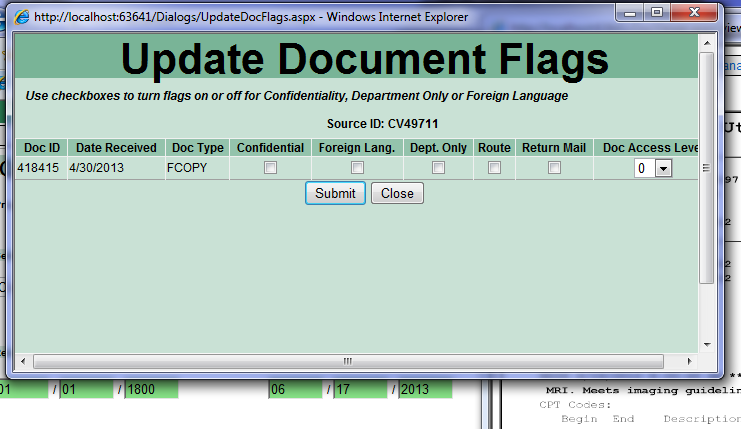 http://localhost:63641/Dialogs/UpdateDocFlags.aspx - Windows Internet Explorer
Update Document Flags
Use checkboxes to turn flags on or off for Confidentiality, Department Only or Foreign Language
Source ID: CV49711
Doc ID Date Received Doc Type Confidential Foreign Lang. Dept. Only Route Return Mail Doc Access Leve
418415 4/30/2013 FCOPY 0
Submit Close
01 / 01 / 1800 06 / 17 / 2013
MRI. Meets imaging guidelin
CPT Codes:
Begin End Description